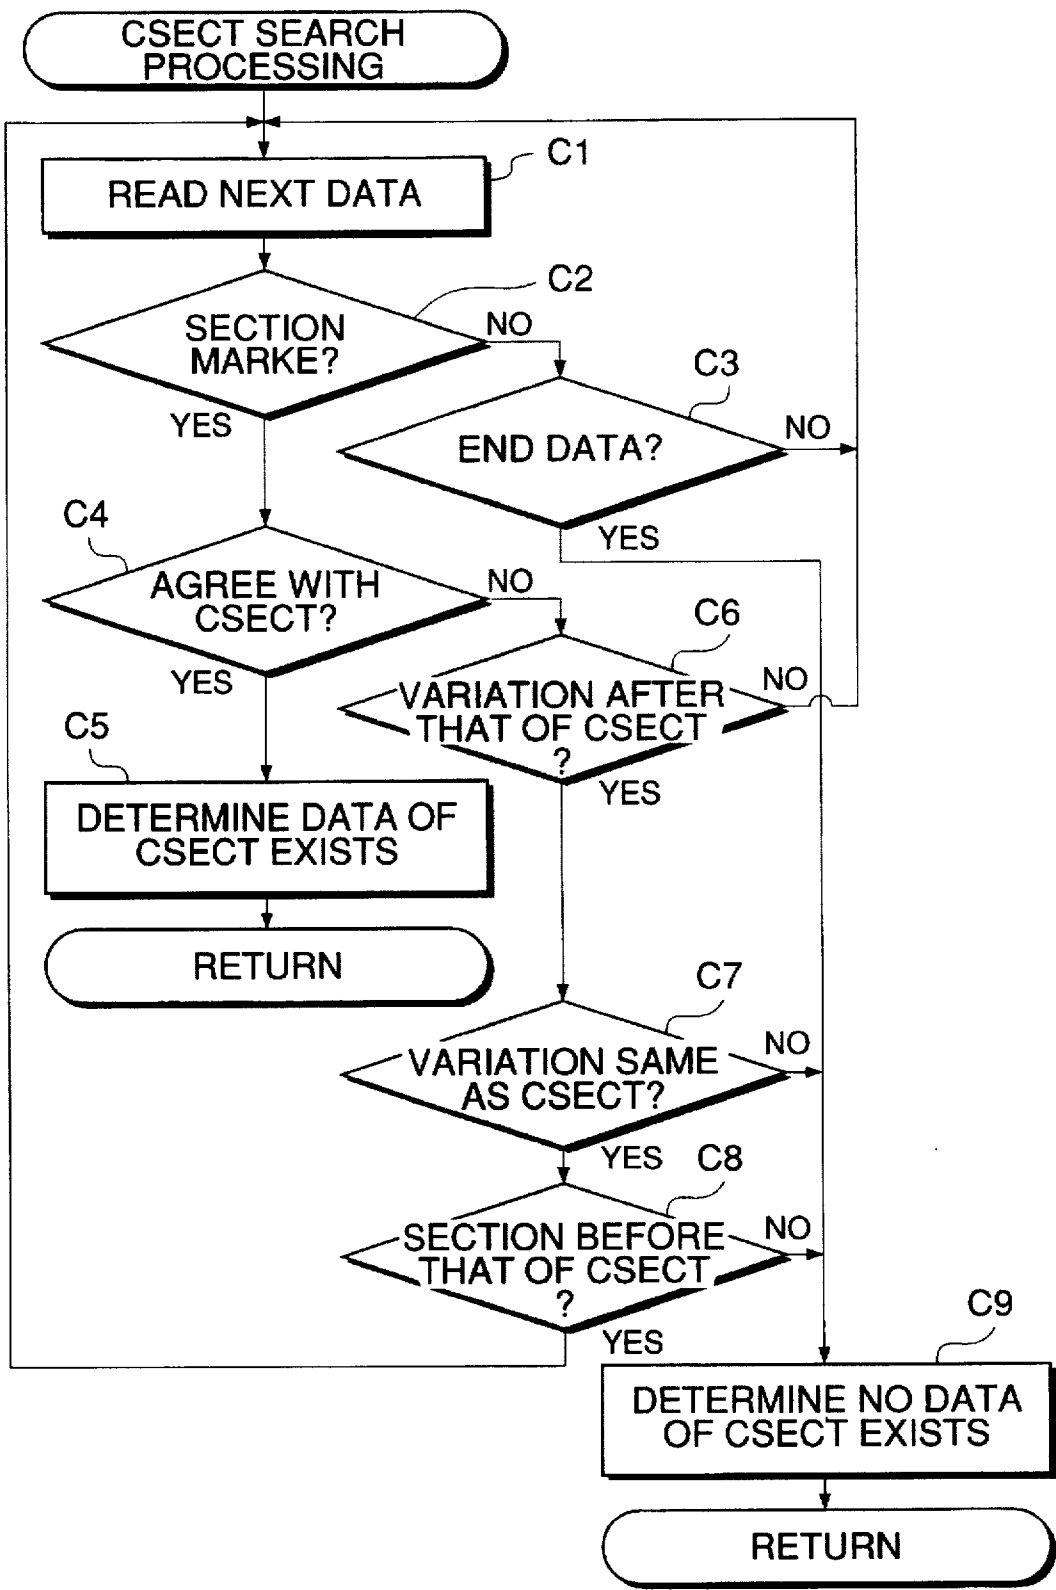 CSECT SEARCH
PROCESSING
C1
READ NEXT DATA
C2
SECTION
MARKE?
NO
YES
C3
END DATA?
NO
YES
C4
AGREE WITH
CSECT?
NO
YES
C6
VARIATION AFTER
THAT OF CSECT
?
NO
YES
C5
DETERMINE DATA OF
CSECT EXISTS
RETURN
C7
VARIATION SAME
AS CSECT?
NO
YES
C8
SECTION BEFORE
THAT OF CSECT
?
NO
YES
C9
DETERMINE NO DATA
OF CSECT EXISTS
RETURN